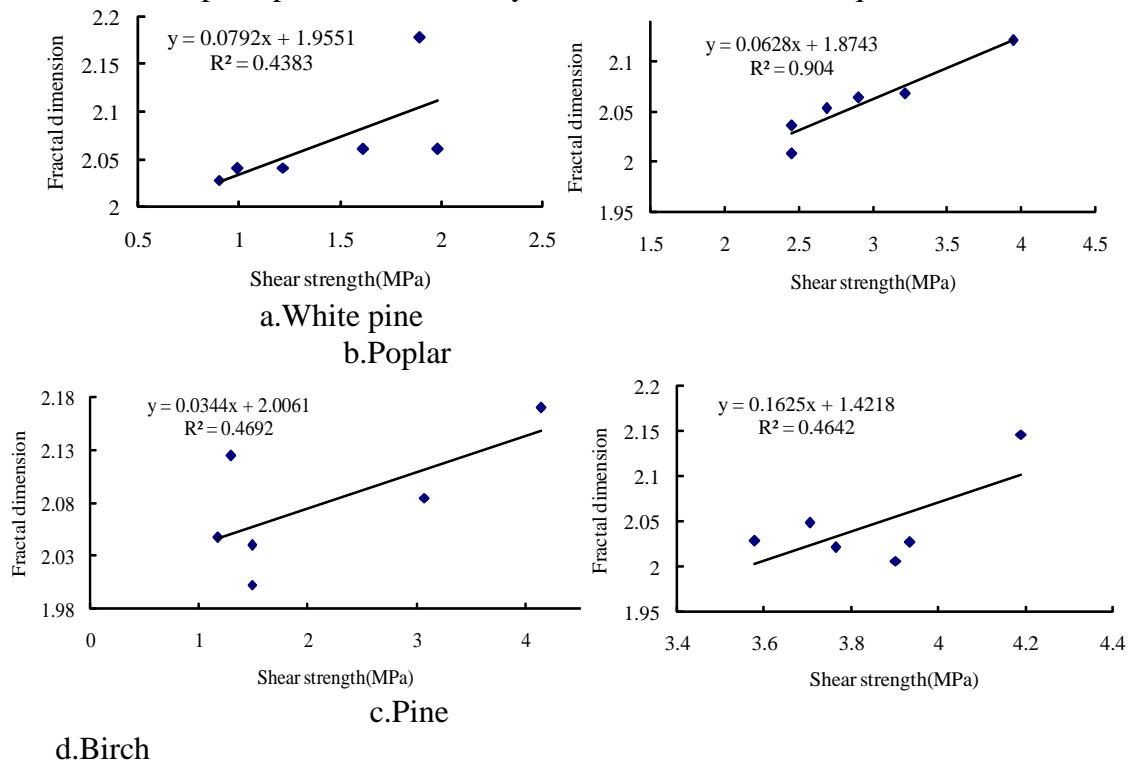 2.2
2.15
2.1
2.05
2
y = 0.0792x + 1.9551
R² = 0.4383
Fractal dimension
0.5 1 1.5 2 2.5
Shear strength(MPa)
2.1
2.05
2
1.95
y = 0.0628x + 1.8743
R² = 0.904
Fractal dimension
1.5 2 2.5 3 3.5 4 4.5
Shear strength(MPa)
a.White pine
b.Poplar
2.18
2.13
2.08
2.03
1.98
y = 0.0344x + 2.0061
R² = 0.4692
Fractal dimension
0 1 2 3 4
Shear strength(MPa)
2.2
2.15
2.1
2.05
2
1.95
y = 0.1625x + 1.4218
R² = 0.4642
Fractal dimension
3.4 3.6 3.8 4 4.2 4.4
Shear strength(MPa)
c.Pine
d.Birch